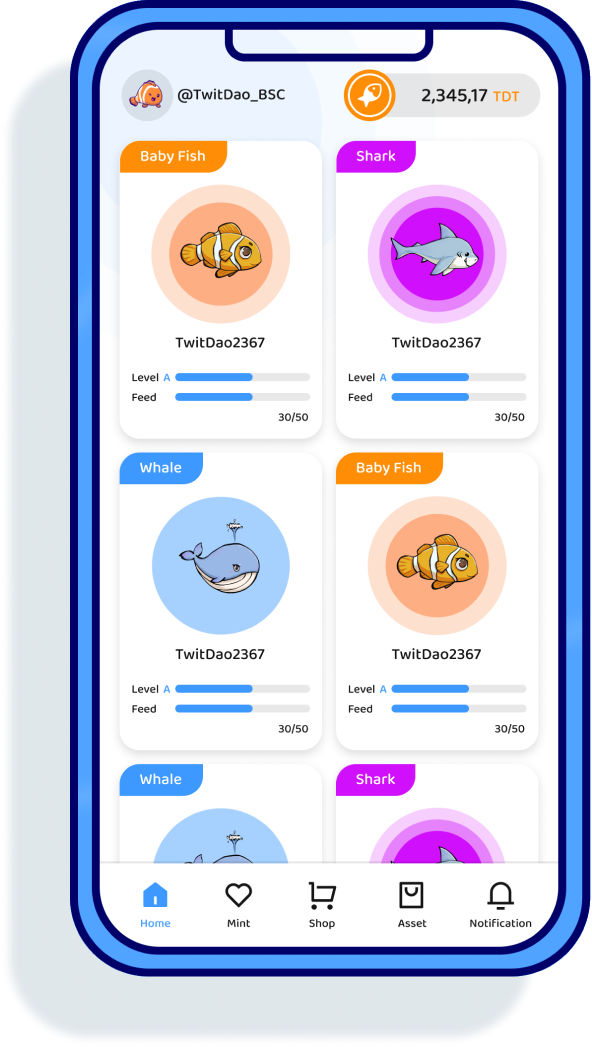 @TwitDao_BSC
2,345,17 TDT
Baby Fish
TwitDao2367
Level A
Feed
30/50
Shark
TwitDao2367
Level A
Feed
30/50
Whale
TwitDao2367
Level A
Feed
30/50
Baby Fish
TwitDao2367
Level A
Feed
30/50
Whale
Shark
Home
Mint
Shop
Asset
Notification